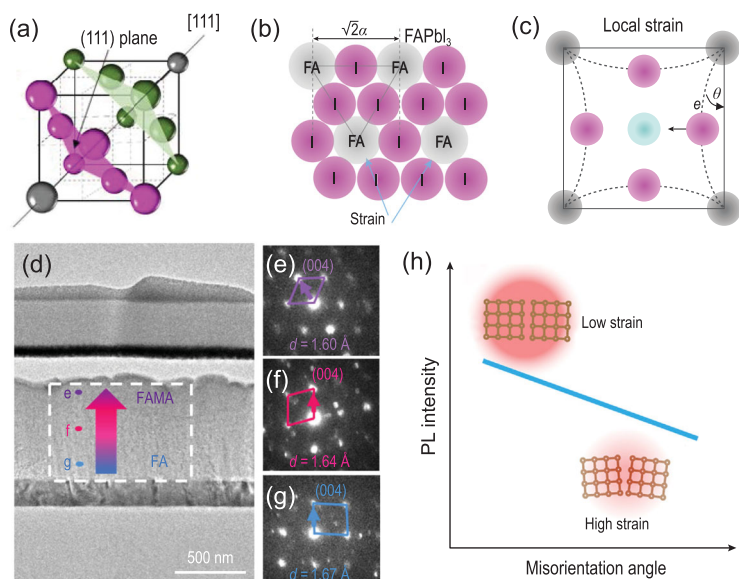 (a)
[111]
(111) plane
(b)
√2α
FAPbI₃
FA I FA I
I I I I
I FA I FA
I I I I
Strain
(c)
Local strain
θ
e
(d)
e
FAMA
f
g
FA
500 nm
(e)
(004)
d = 1.60 Å
(f)
(004)
d = 1.64 Å
(g)
(004)
d = 1.67 Å
(h)
PL intensity
Low strain
High strain
Misorientation angle